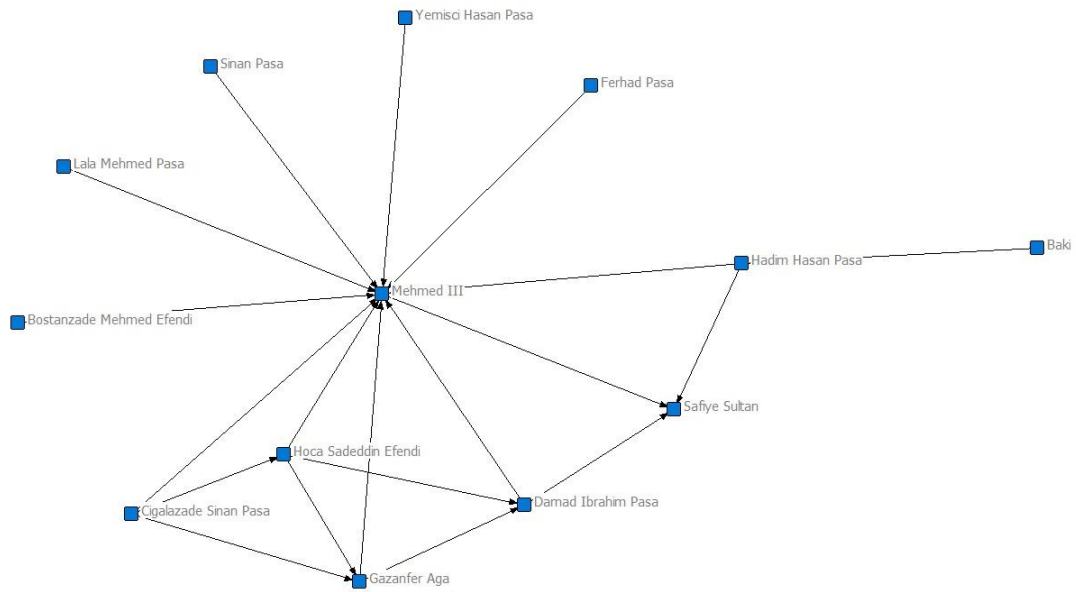 Yemisci Hasan Pasa
Sinan Pasa
Ferhad Pasa
Lala Mehmed Pasa
Baki
Hadim Hasan Pasa
Mehmed III
Bostanzade Mehmed Efendi
Safiye Sultan
Hoca Sadeddin Efendi
Damad Ibrahim Pasa
Cigalazade Sinan Pasa
Gazanfer Aga